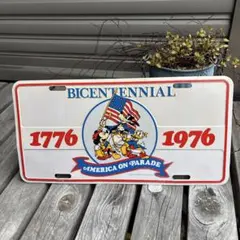 BICENTENNIAL
1776 1976
AMERICA ON PARADE